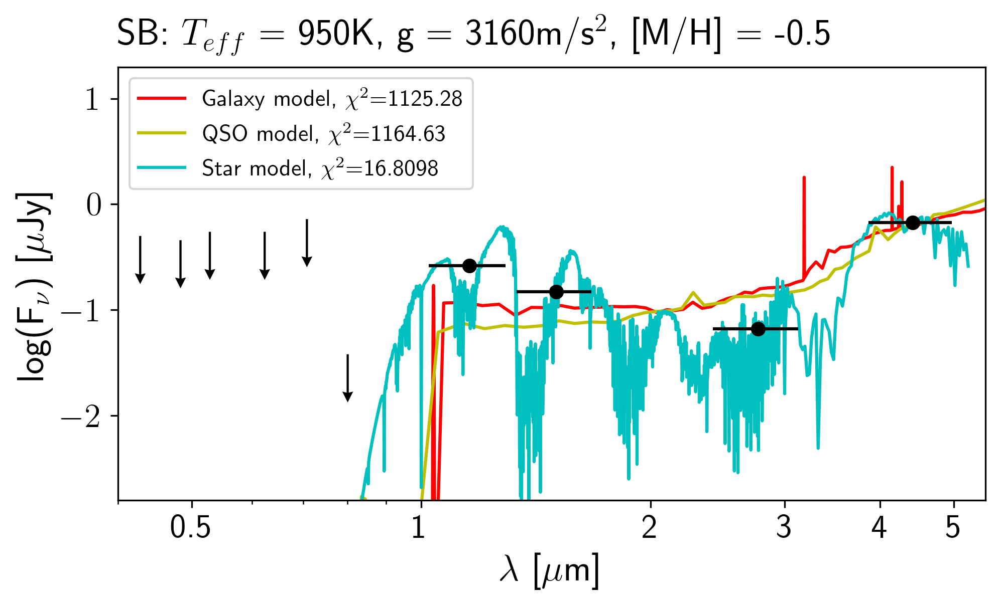 SB: T_eff = 950K, g = 3160m/s², [M/H] = -0.5
Galaxy model, χ²=1125.28
QSO model, χ²=1164.63
Star model, χ²=16.8098
log(F_ν) [μJy]
1
0
−1
−2
0.5 1 2 3 4 5
λ [μm]